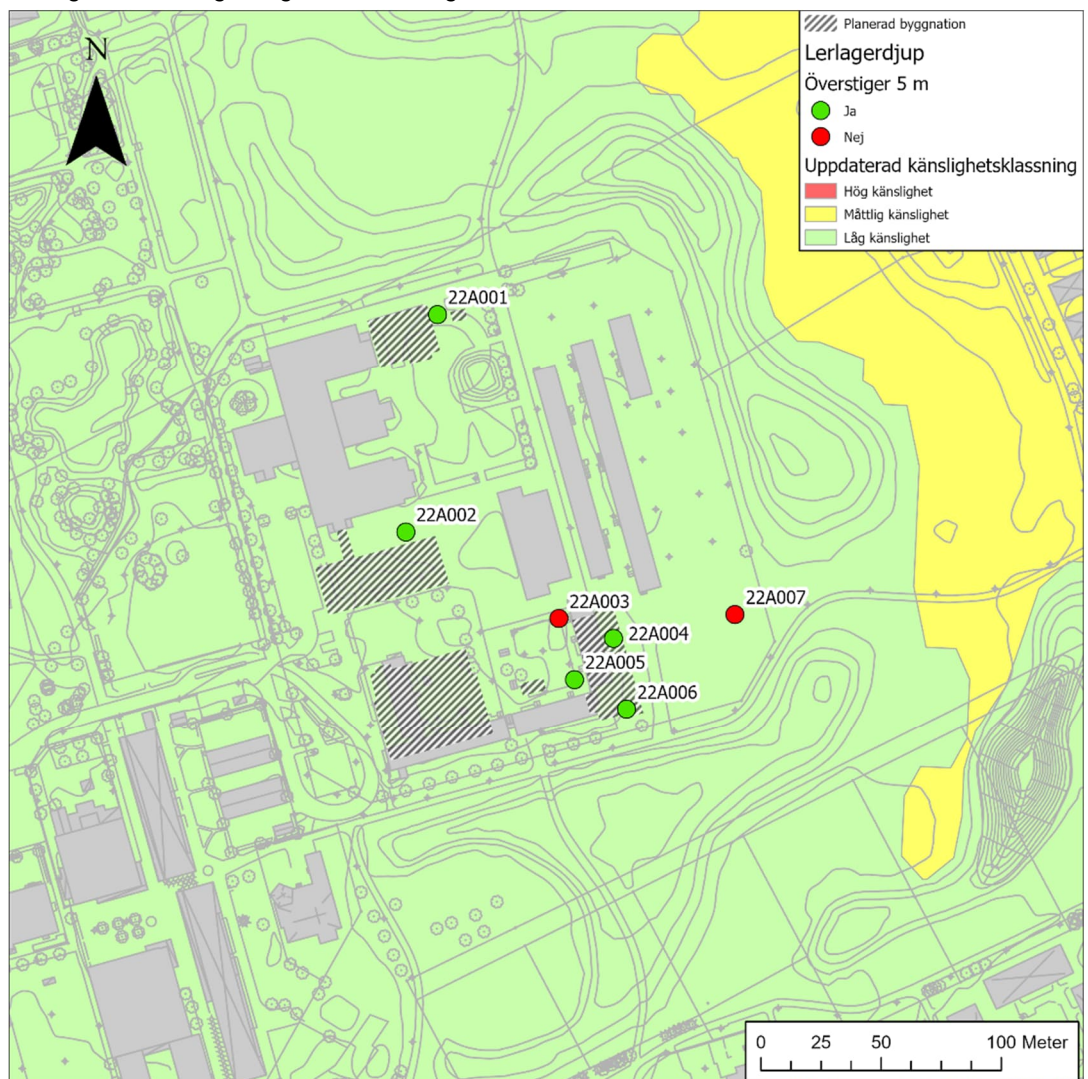 N
Planerad byggnation
Lerlagerdjup
Överstiger 5 m
Ja
Nej
Uppdaterad känslighetsklassning
Hög känslighet
Måttlig känslighet
Låg känslighet
22A001
22A002
22A003
22A007
22A004
22A005
22A006
0 25 50 100 Meter